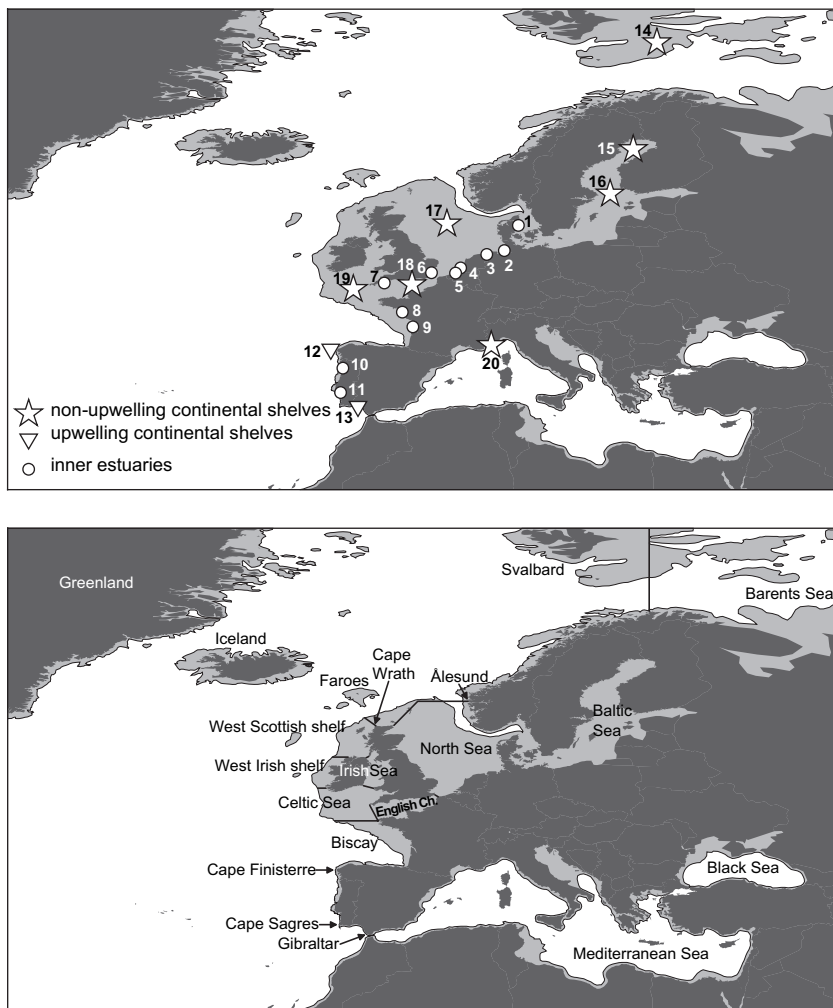 14
15
16
17
1
2
3
4
5
6
18
7
19
8
9
12
10
11
13
20
non-upwelling continental shelves
upwelling continental shelves
inner estuaries
Greenland
Svalbard
Barents Sea
Iceland
Cape
Wrath
Faroes
Ålesund
West Scottish shelf
Baltic
Sea
North Sea
West Irish shelf
Irish Sea
Celtic Sea
English Ch.
Biscay
Cape Finisterre
Black Sea
Cape Sagres
Gibraltar
Mediterranean Sea